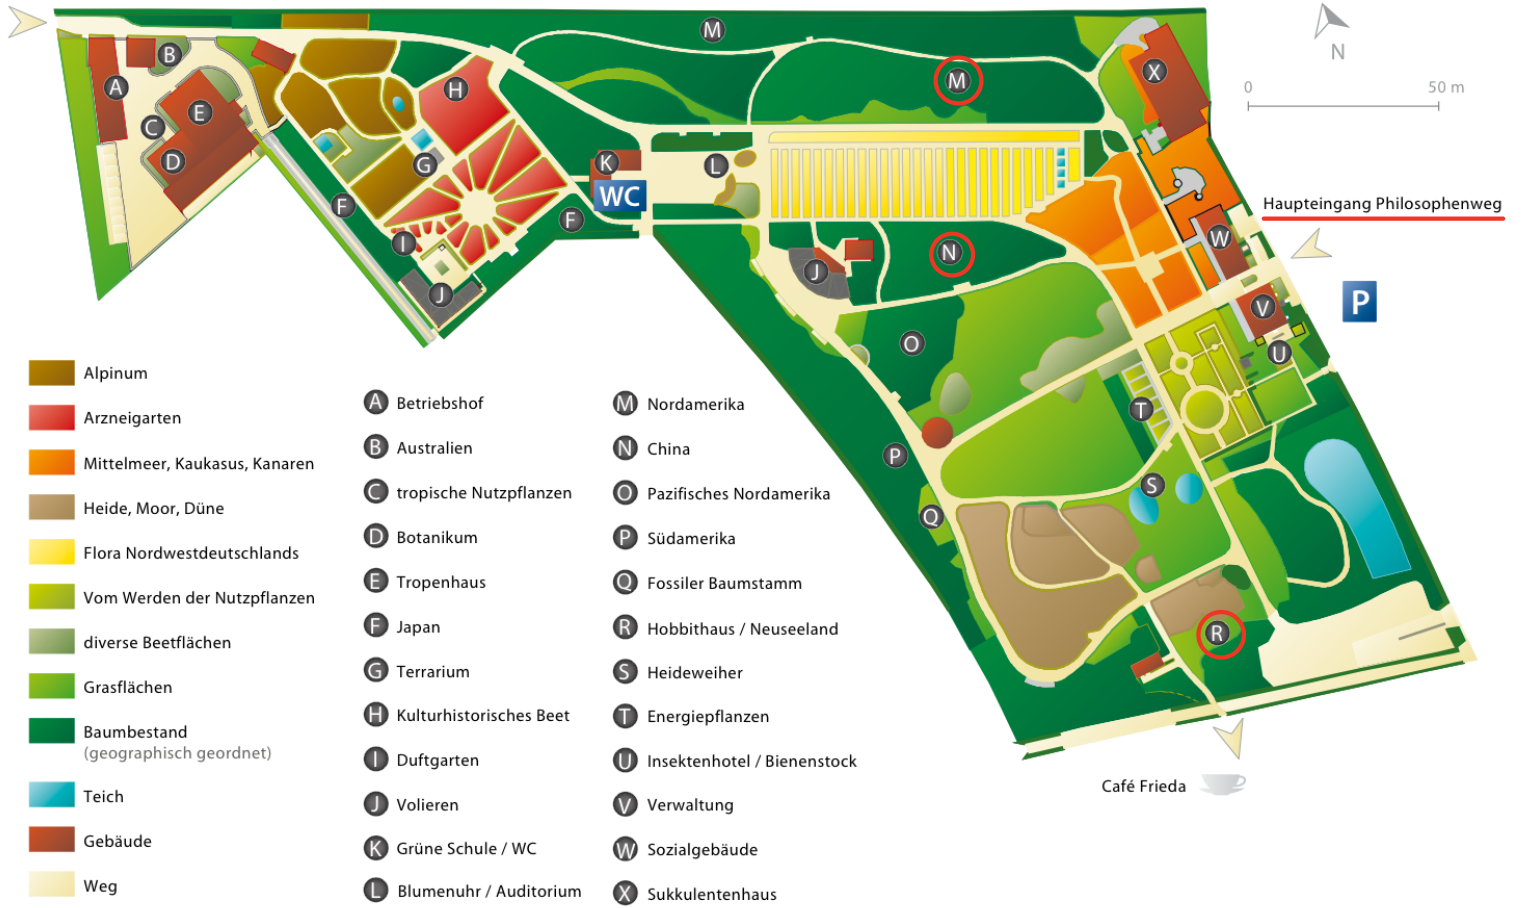 M
N
0 50 m
B
M
X
A
H
E
C
K
L
G
D
WC
F
F
Haupteingang Philosophenweg
W
I
N
J
J
P
V
O
U
T
P
S
Q
R
Café Frieda
Alpinum
Arzneigarten
Mittelmeer, Kaukasus, Kanaren
Heide, Moor, Düne
Flora Nordwestdeutschlands
Vom Werden der Nutzpflanzen
diverse Beetflächen
Grasflächen
Baumbestand
(geographisch geordnet)
Teich
Gebäude
Weg
A Betriebshof
B Australien
C tropische Nutzpflanzen
D Botanikum
E Tropenhaus
F Japan
G Terrarium
H Kulturhistorisches Beet
I Duftgarten
J Volieren
K Grüne Schule / WC
L Blumenuhr / Auditorium
M Nordamerika
N China
O Pazifisches Nordamerika
P Südamerika
Q Fossiler Baumstamm
R Hobbithaus / Neuseeland
S Heideweiher
T Energiepflanzen
U Insektenhotel / Bienenstock
V Verwaltung
W Sozialgebäude
X Sukkulentenhaus